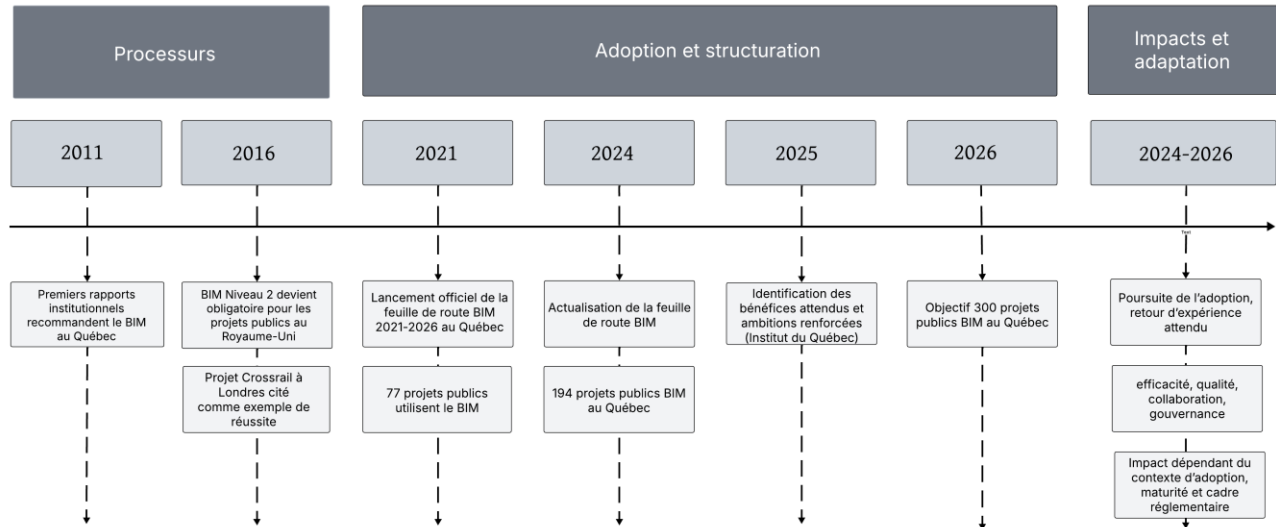 Processurs
Adoption et structuration
Impacts et
adaptation
2011
2016
2021
2024
2025
2026
2024-2026
Text
Premiers rapports
institutionnels
recommandent le BIM
au Québec
BIM Niveau 2 devient
obligatoire pour les
projets publics au
Royaume-Uni
Projet Crossrail à
Londres cité
comme exemple de
réussite
Lancement officiel de la
feuille de route BIM
2021-2026 au Québec
77 projets publics
utilisent le BIM
Actualisation de la feuille
de route BIM
194 projets publics BIM
au Québec
Identification des
bénéfices attendus et
ambitions renforcées
(Institut du Québec)
Objectif 300 projets
publics BIM au Québec
Poursuite de l’adoption,
retour d’expérience
attendu
efficacité, qualité,
collaboration,
gouvernance
Impact dépendant du
contexte d’adoption,
maturité et cadre
réglementaire